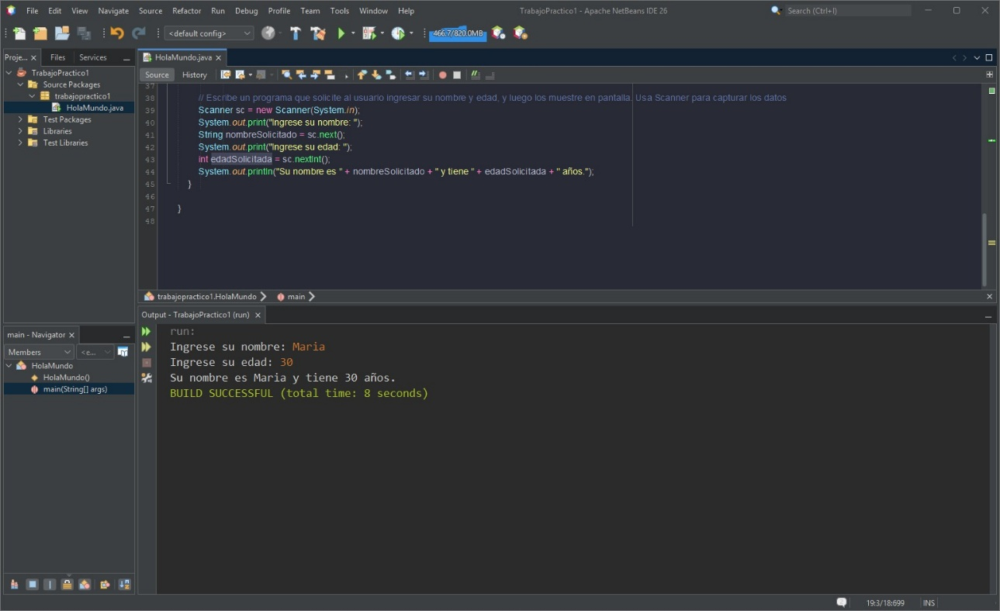 File Edit View Navigate Source Refactor Run Debug Profile Team Tools Window Help
TrabajoPractico1 - Apache NetBeans IDE 26
Search (Ctrl+I)
<default config>
466.7/820.0MB
Proje... Files Services
TrabajoPractico1
Source Packages
trabajopractico1
HolaMundo.java
Test Packages
Libraries
Test Libraries
HolaMundo.java
Source History
37
38 // Escribe un programa que solicite al usuario ingresar su nombre y edad, y luego los muestre en pantalla. Usa Scanner para capturar los datos
39 Scanner sc = new Scanner(System.in);
40 System.out.print("Ingrese su nombre: ");
41 String nombreSolicitado = sc.next();
42 System.out.print("Ingrese su edad: ");
43 int edadSolicitada = sc.nextInt();
44 System.out.println("Su nombre es " + nombreSolicitado + " y tiene " + edadSolicitada + " años.");
45 }
46
47 }
48
trabajopractico1.HolaMundo main
Output - TrabajoPractico1 (run)
run:
Ingrese su nombre: Maria
Ingrese su edad: 30
Su nombre es Maria y tiene 30 años.
BUILD SUCCESSFUL (total time: 8 seconds)
main - Navigator
Members <e...
HolaMundo
HolaMundo()
main(String[] args)
19:3/18:699 INS